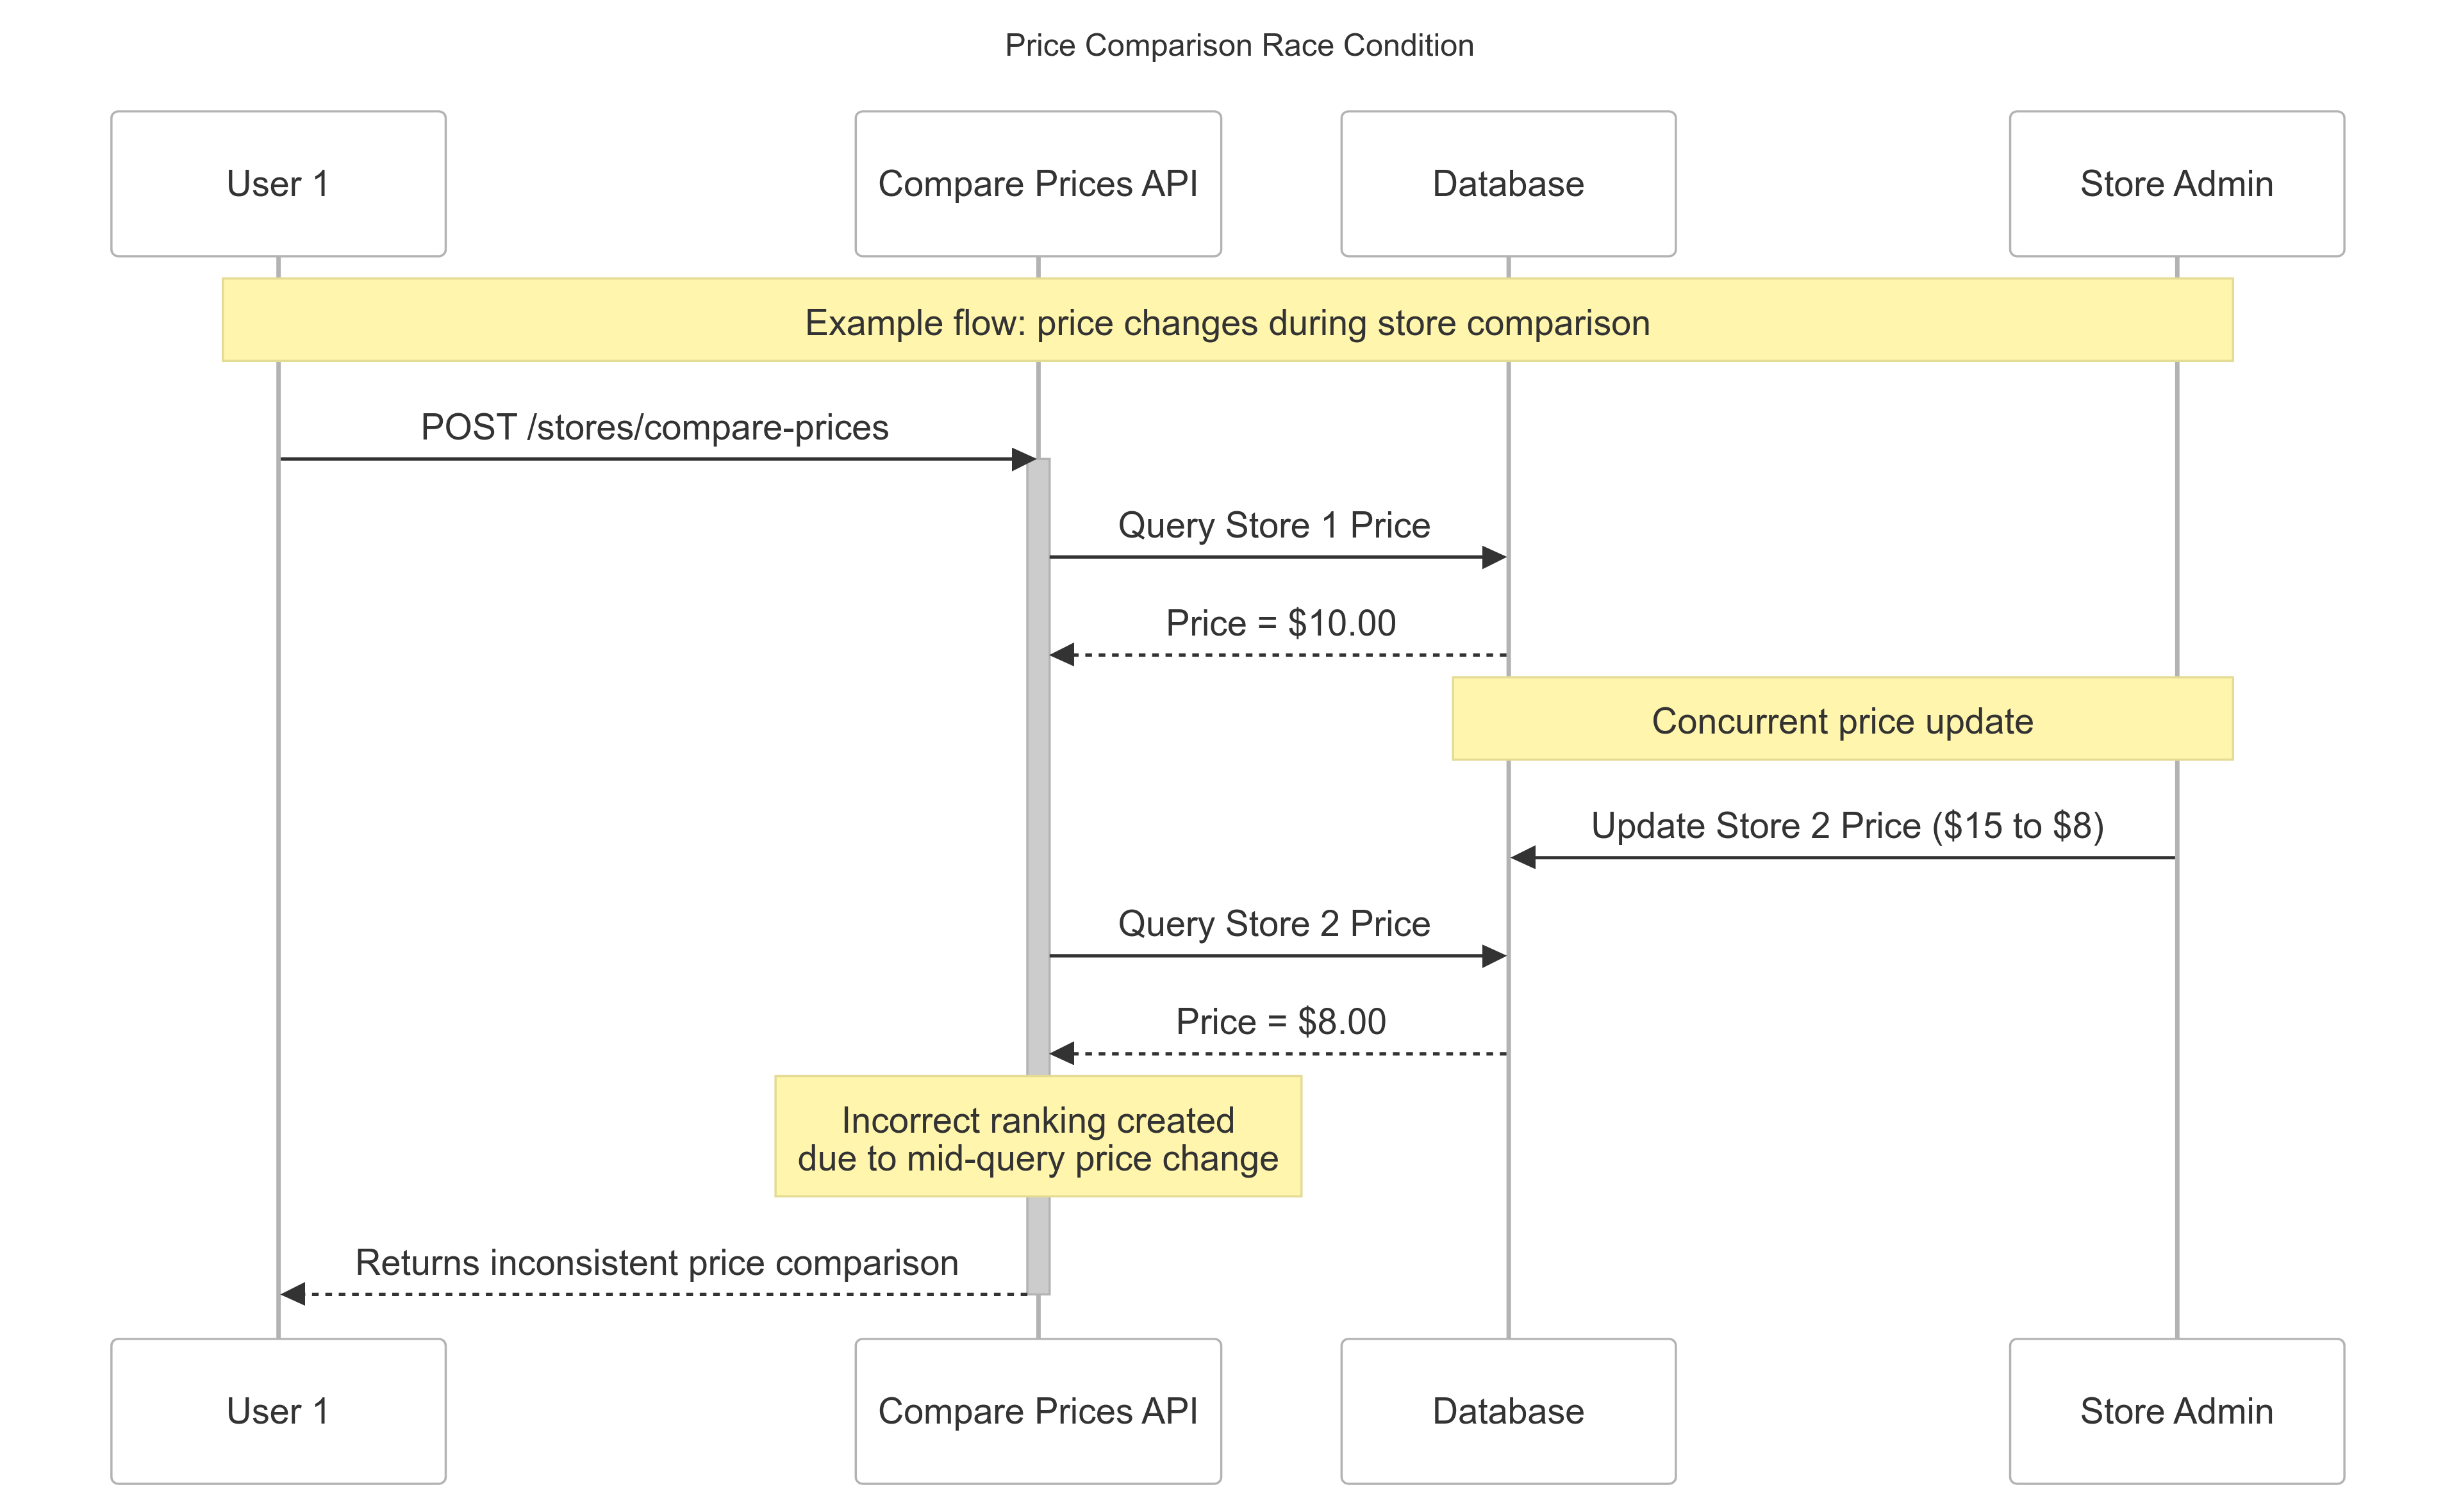 Price Comparison Race Condition
User 1
Compare Prices API
Database
Store Admin
Example flow: price changes during store comparison
POST /stores/compare-prices
Query Store 1 Price
Price = $10.00
Concurrent price update
Update Store 2 Price ($15 to $8)
Query Store 2 Price
Price = $8.00
Incorrect ranking created
due to mid-query price change
Returns inconsistent price comparison
User 1
Compare Prices API
Database
Store Admin